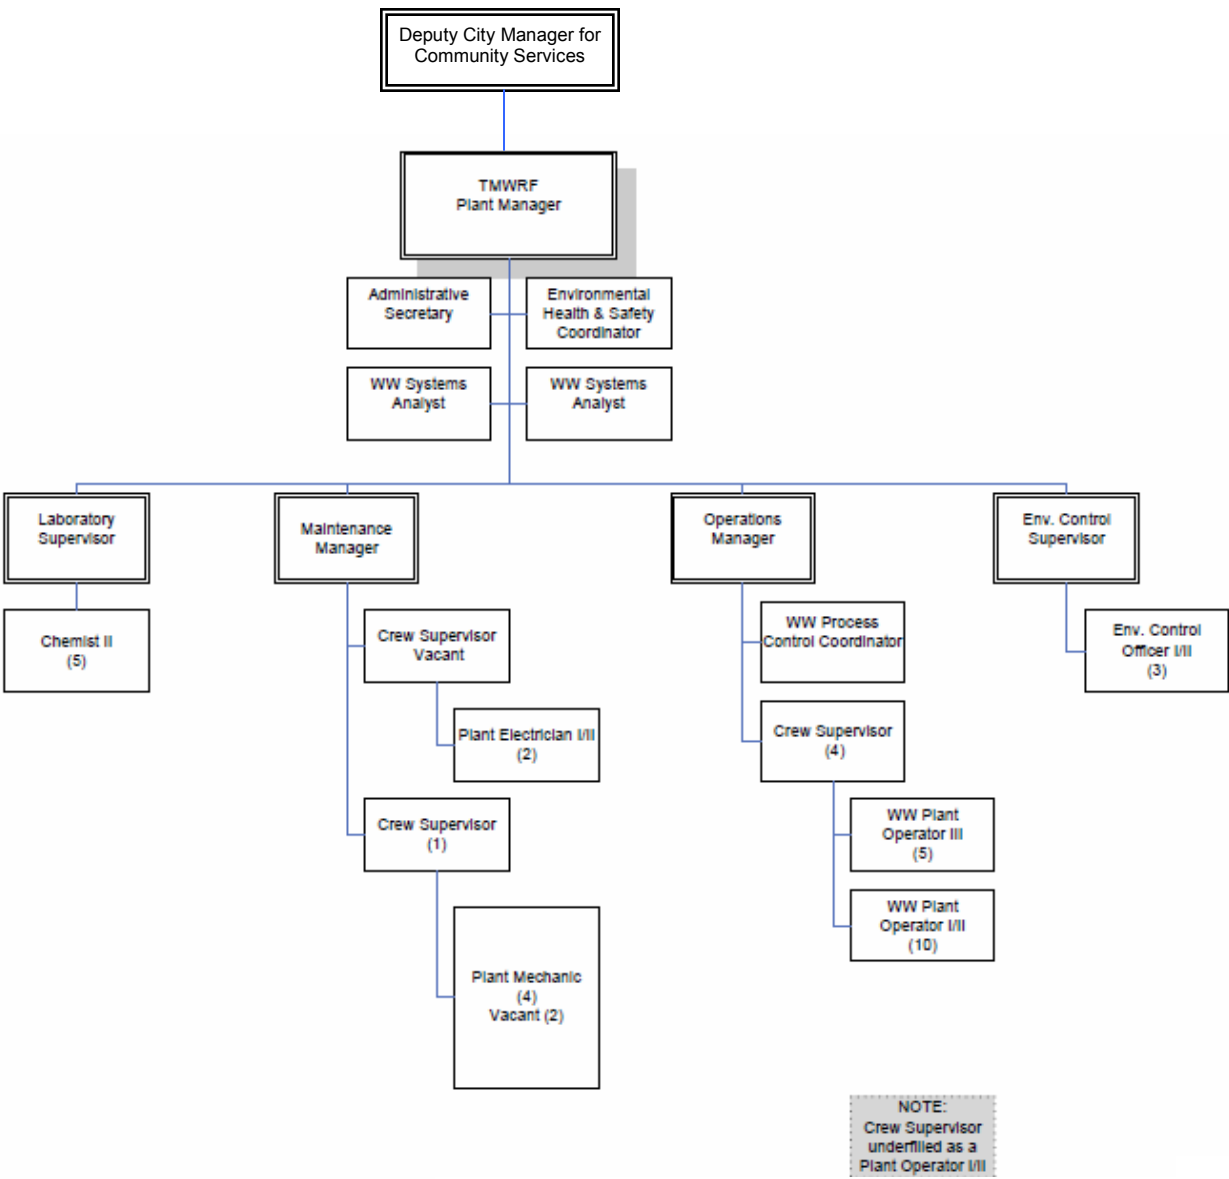 Deputy City Manager for
Community Services
TMWRF
Plant Manager
Administrative
Secretary
Environmental
Health & Safety
Coordinator
WW Systems
Analyst
WW Systems
Analyst
Laboratory
Supervisor
Maintenance
Manager
Operations
Manager
Env. Control
Supervisor
Chemist II
(5)
Crew Supervisor
Vacant
Plant Electrician I/II
(2)
Crew Supervisor
(1)
Plant Mechanic
(4)
Vacant (2)
WW Process
Control Coordinator
Crew Supervisor
(4)
WW Plant
Operator III
(5)
WW Plant
Operator I/II
(10)
Env. Control
Officer I/II
(3)
NOTE:
Crew Supervisor
underfilled as a
Plant Operator I/II